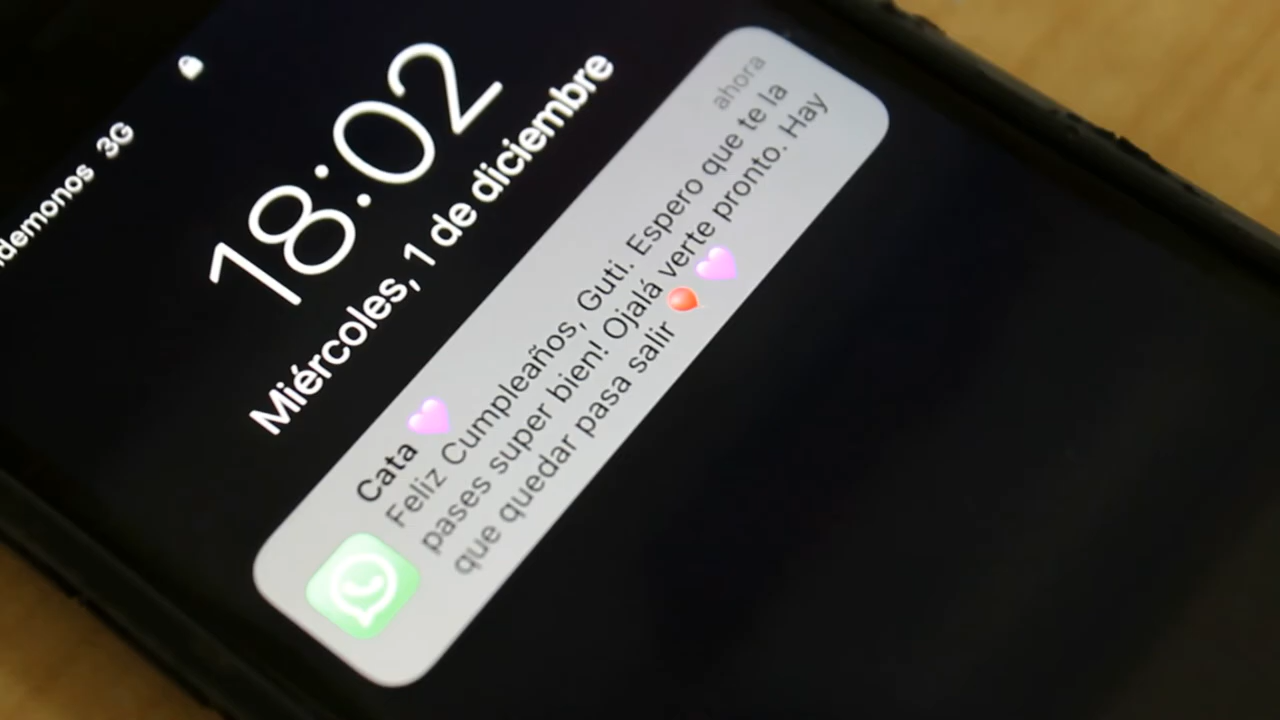 3G
18:02
Miércoles, 1 de diciembre
Cata 🩷 ahora
Feliz Cumpleaños, Guti. Espero que te la
pases super bien! Ojalá verte pronto. Hay
que quedar pasa salir 🎈🩷